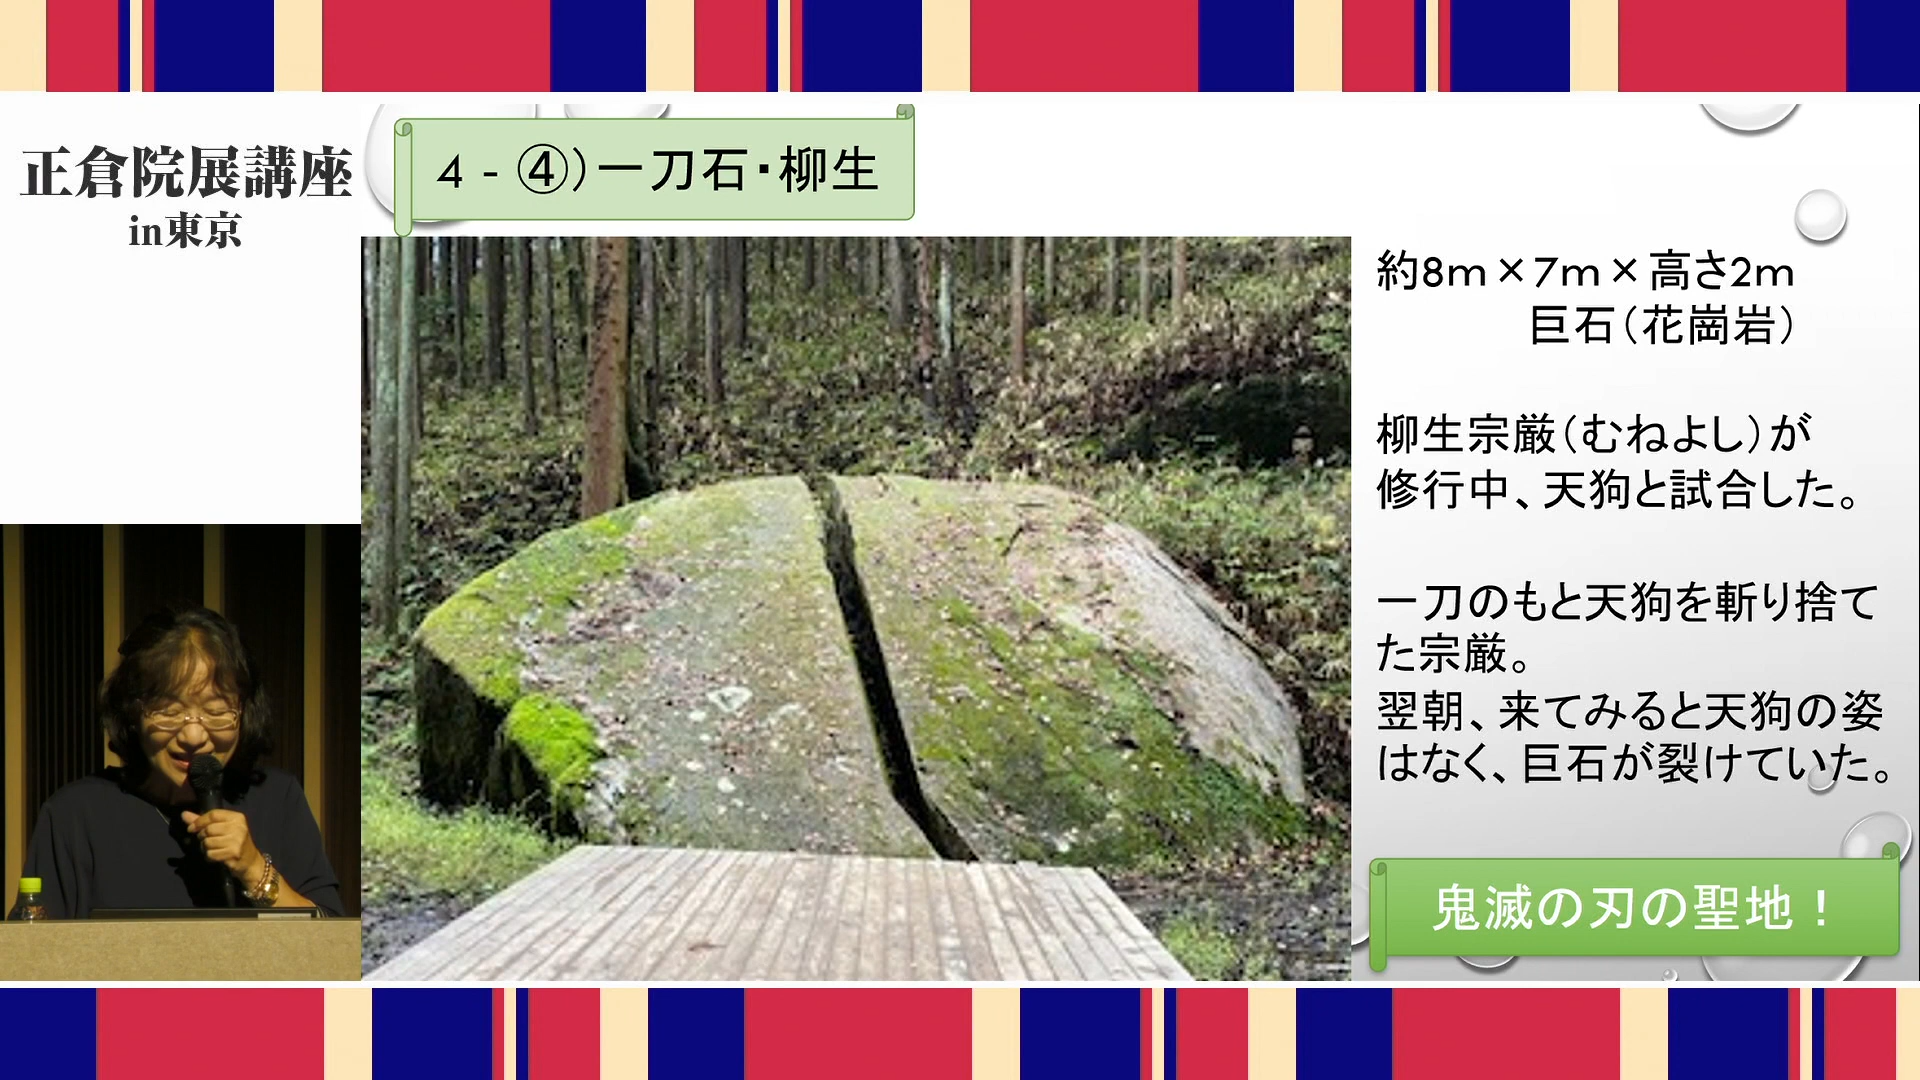 正倉院展講座
in東京
4 - ④）一刀石・柳生
約8m×7m×高さ2m
巨石（花崗岩）
柳生宗厳（むねよし）が
修行中、天狗と試合した。
一刀のもと天狗を斬り捨て
た宗厳。
翌朝、来てみると天狗の姿
はなく、巨石が裂けていた。
鬼滅の刃の聖地！